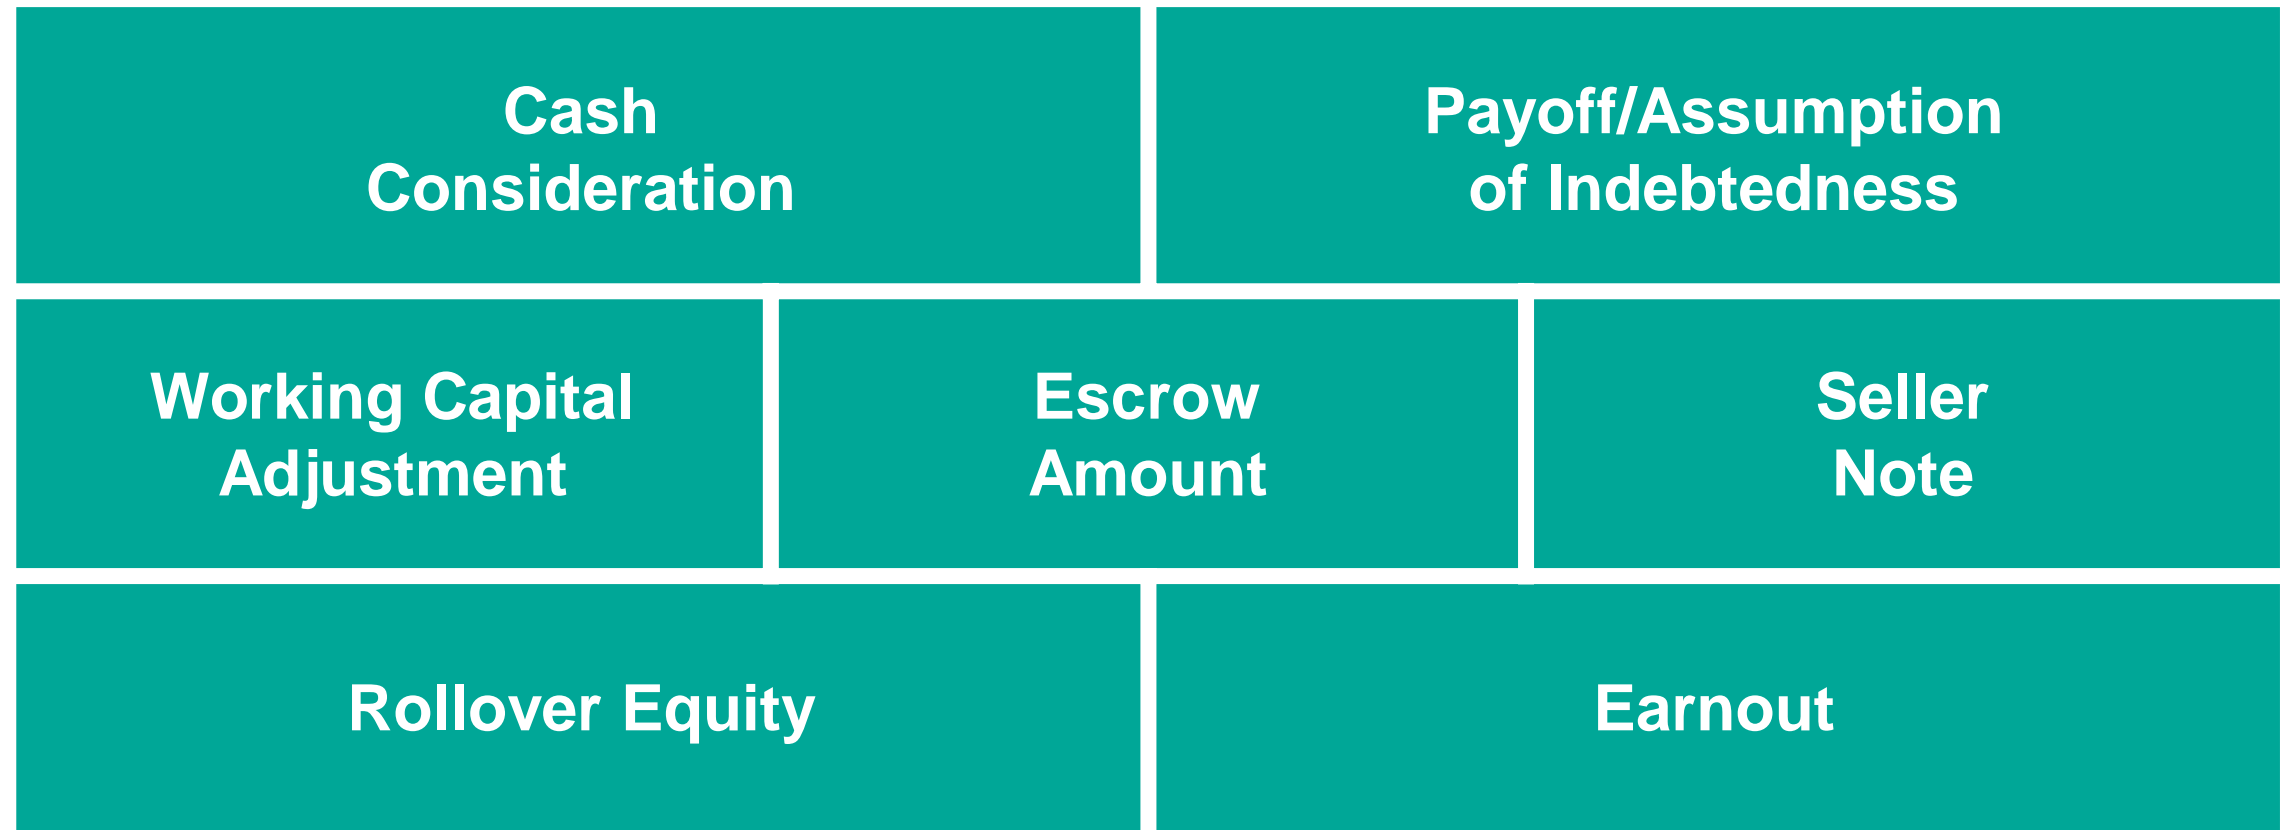 Cash
Consideration
Payoff/Assumption
of Indebtedness
Working Capital
Adjustment
Escrow
Amount
Seller
Note
Rollover Equity
Earnout